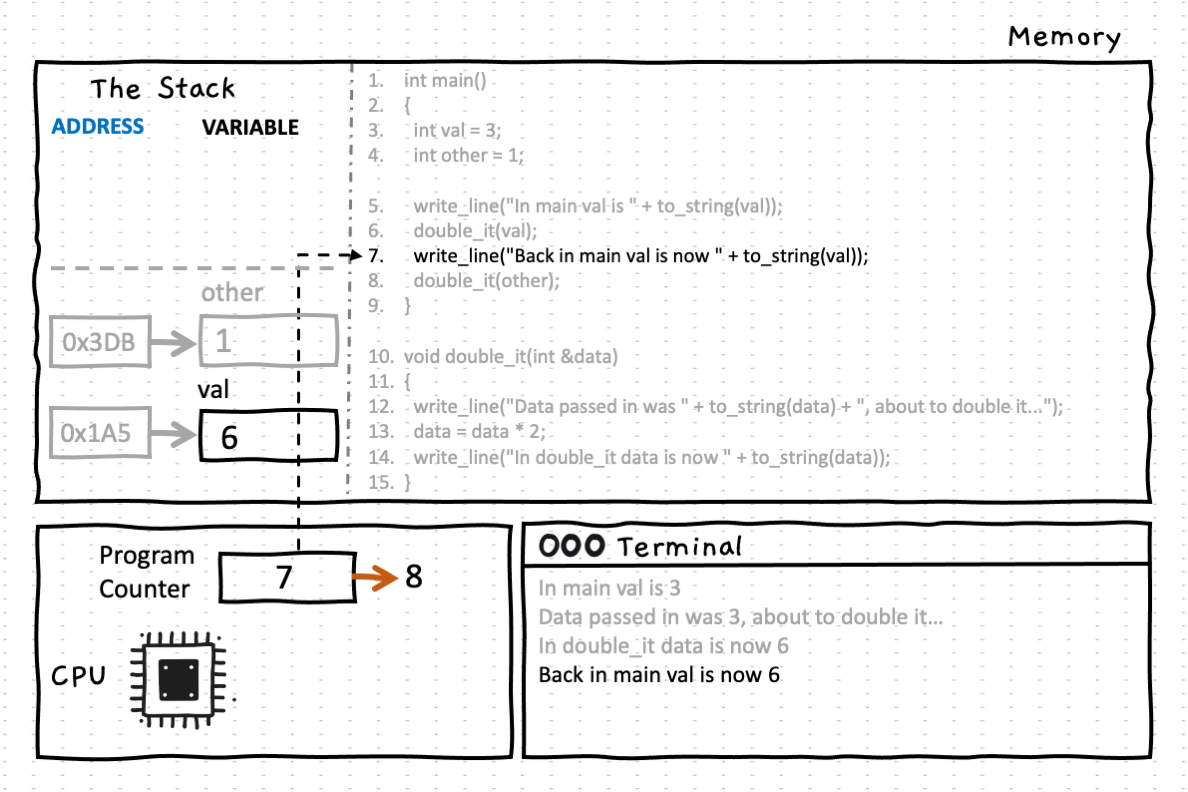 Memory
The Stack
ADDRESS VARIABLE
other
0x3DB 1
val
0x1A5 6
1. int main()
2. {
3. int val = 3;
4. int other = 1;
5. write_line("In main val is " + to_string(val));
6. double_it(val);
7. write_line("Back in main val is now " + to_string(val));
8. double_it(other);
9. }
10. void double_it(int &data)
11. {
12. write_line("Data passed in was " + to_string(data) + ", about to double it...");
13. data = data * 2;
14. write_line("In double_it data is now " + to_string(data));
15. }
Program
Counter
7 8
CPU
Terminal
In main val is 3
Data passed in was 3, about to double it...
In double_it data is now 6
Back in main val is now 6